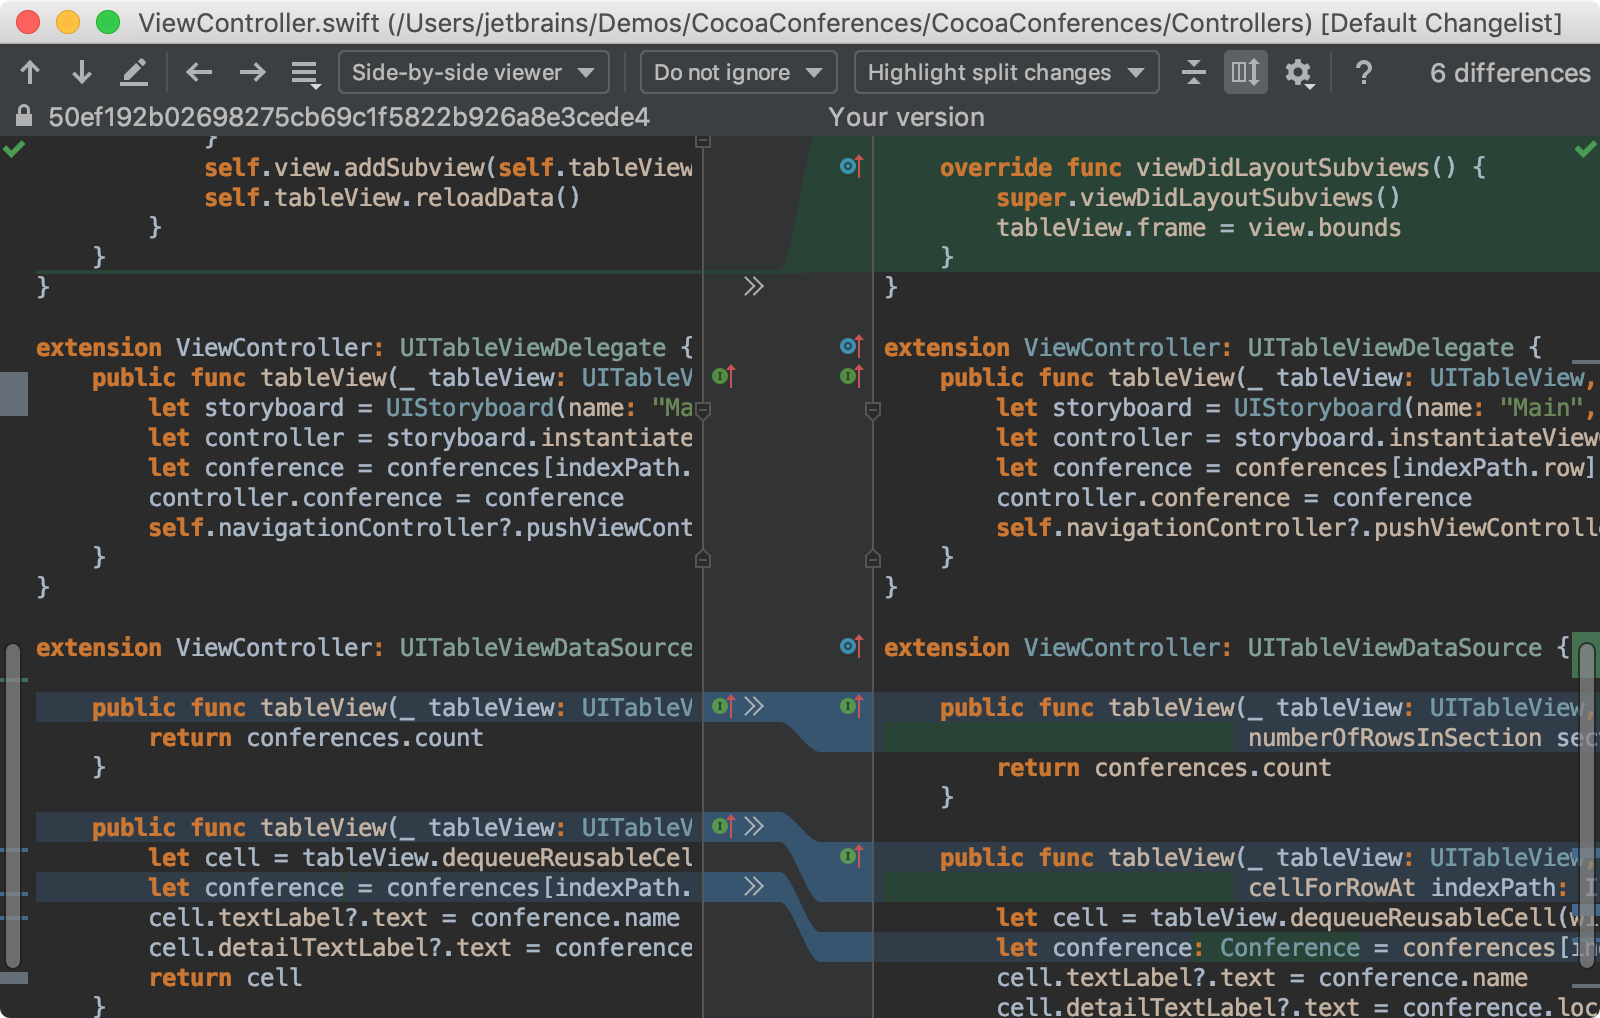 ViewController.swift (/Users/jetbrains/Demos/CocoaConferences/CocoaConferences/Controllers) [Default Changelist]
Side-by-side viewer
Do not ignore
Highlight split changes
?
6 differences
50ef192b02698275cb69c1f5822b926a8e3cede4
Your version
}
self.view.addSubview(self.tableView
self.tableView.reloadData()
}
}
}
extension ViewController: UITableViewDelegate {
public func tableView(_ tableView: UITableV
let storyboard = UIStoryboard(name: "Ma
let controller = storyboard.instantiate
let conference = conferences[indexPath.
controller.conference = conference
self.navigationController?.pushViewCont
}
}
extension ViewController: UITableViewDataSource
public func tableView(_ tableView: UITableV
return conferences.count
}
public func tableView(_ tableView: UITableV
let cell = tableView.dequeueReusableCel
let conference = conferences[indexPath.
cell.textLabel?.text = conference.name
cell.detailTextLabel?.text = conference
return cell
}
override func viewDidLayoutSubviews() {
super.viewDidLayoutSubviews()
tableView.frame = view.bounds
}
}
extension ViewController: UITableViewDelegate {
public func tableView(_ tableView: UITableView,
let storyboard = UIStoryboard(name: "Main",
let controller = storyboard.instantiateView
let conference = conferences[indexPath.row]
controller.conference = conference
self.navigationController?.pushViewControll
}
}
extension ViewController: UITableViewDataSource {
public func tableView(_ tableView: UITableView,
numberOfRowsInSection sec
return conferences.count
}
public func tableView(_ tableView: UITableView,
cellForRowAt indexPath: I
let cell = tableView.dequeueReusableCell(wi
let conference: Conference = conferences[in
cell.textLabel?.text = conference.name
cell.detailTextLabel?.text = conference.loc